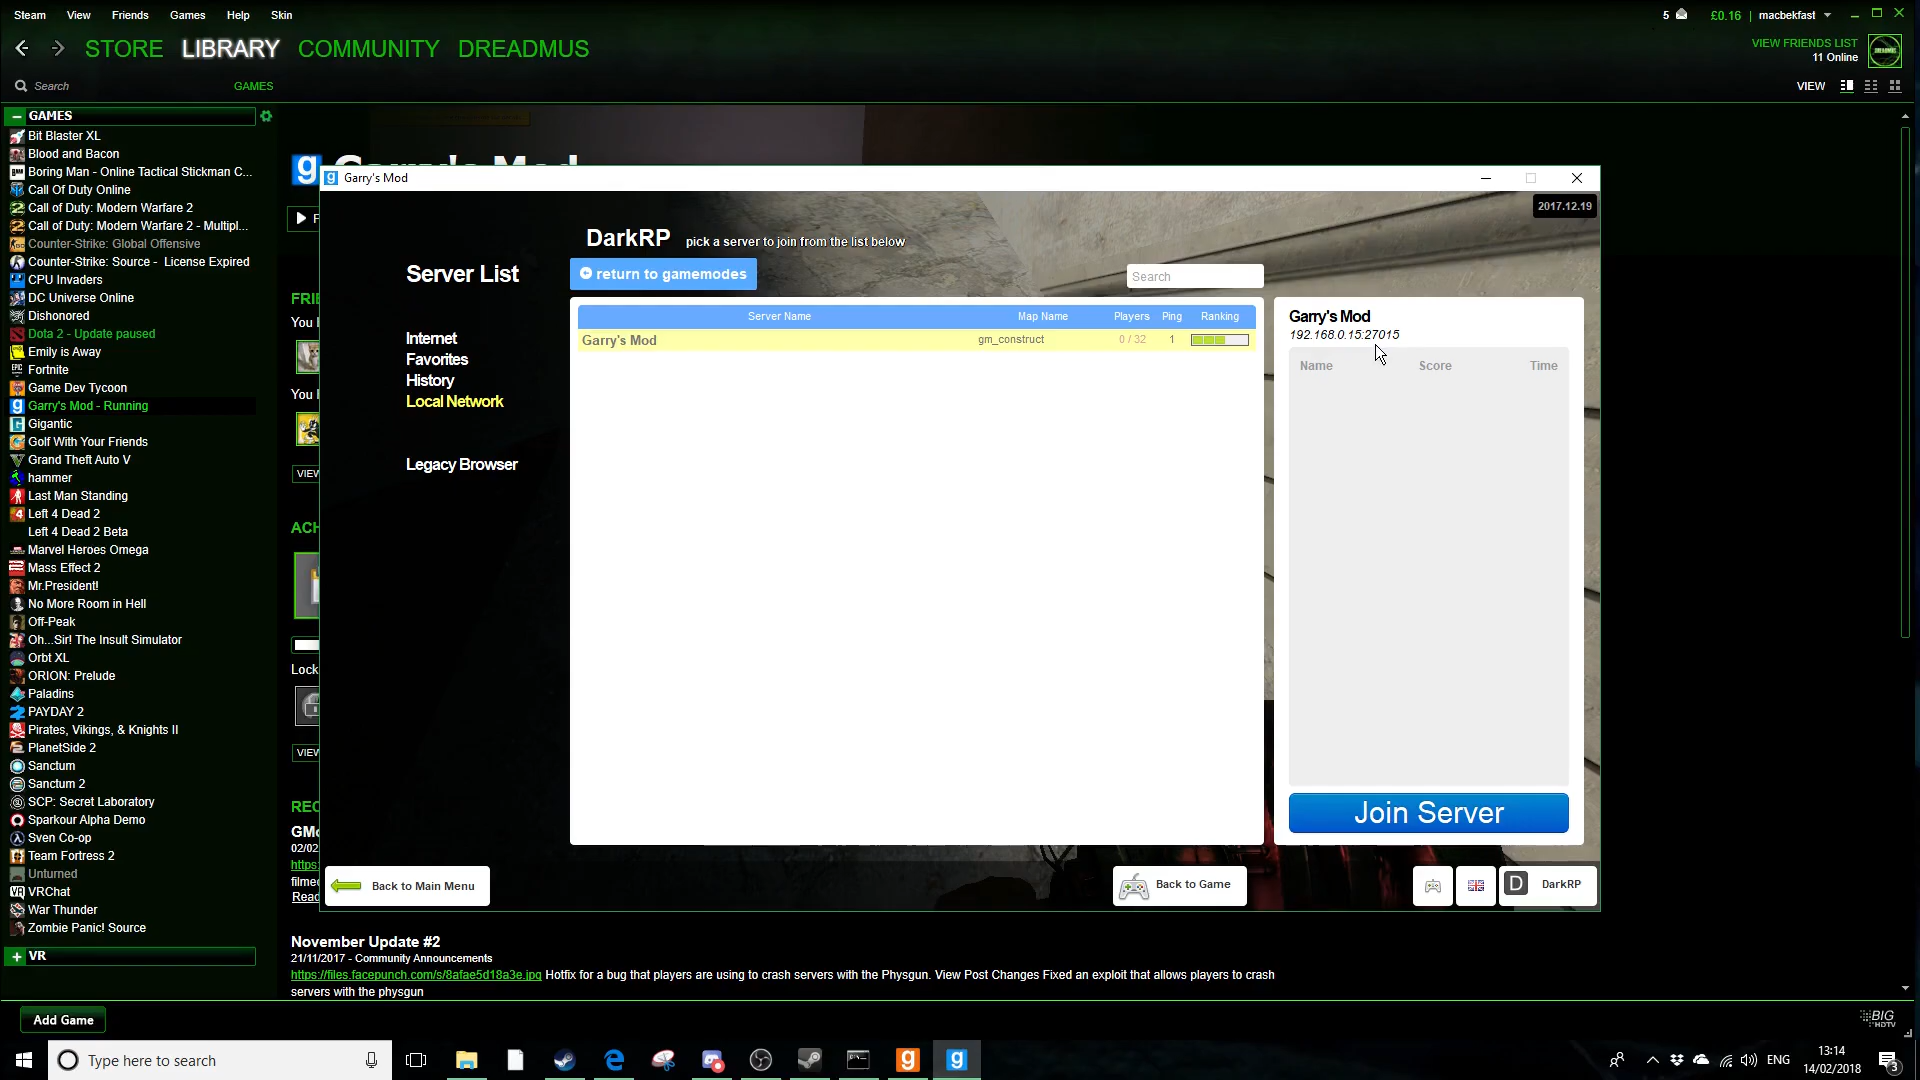 Steam View Friends Games Help Skin
5 £0.16 | macbekfast
STORE LIBRARY COMMUNITY DREADMUS
VIEW FRIENDS LIST
11 Online
Search GAMES
VIEW
GAMES
Bit Blaster XL
Blood and Bacon
Boring Man - Online Tactical Stickman C...
Call Of Duty Online
Call of Duty: Modern Warfare 2
Call of Duty: Modern Warfare 2 - Multipl...
Counter-Strike: Global Offensive
Counter-Strike: Source - License Expired
CPU Invaders
DC Universe Online
Dishonored
Dota 2 - Update paused
Emily is Away
Fortnite
Game Dev Tycoon
Garry's Mod - Running
Gigantic
Golf With Your Friends
Grand Theft Auto V
hammer
Last Man Standing
Left 4 Dead 2
Left 4 Dead 2 Beta
Marvel Heroes Omega
Mass Effect 2
Mr.President!
No More Room in Hell
Off-Peak
Oh...Sir! The Insult Simulator
Orbt XL
ORION: Prelude
Paladins
PAYDAY 2
Pirates, Vikings, & Knights II
PlanetSide 2
Sanctum
Sanctum 2
SCP: Secret Laboratory
Sparkour Alpha Demo
Sven Co-op
Team Fortress 2
Unturned
VRChat
War Thunder
Zombie Panic! Source
VR
Add Game
Garry's Mod
2017.12.19
DarkRP pick a server to join from the list below
Server List
return to gamemodes
Search
Internet
Favorites
History
Local Network
Legacy Browser
Server Name Map Name Players Ping Ranking
Garry's Mod gm_construct 0 / 32 1
Garry's Mod
192.168.0.15:27015
Name Score Time
Join Server
Back to Main Menu
Back to Game
D DarkRP
You
You
VIEW
Lock
VIEW
02/02
https:
filmed
Read
November Update #2
21/11/2017 - Community Announcements
https://files.facepunch.com/s/8afae5d18a3e.jpg Hotfix for a bug that players are using to crash servers with the Physgun. View Post Changes Fixed an exploit that allows players to crash
servers with the physgun
BIG
HDTV
Type here to search
ENG
13:14
14/02/2018
3